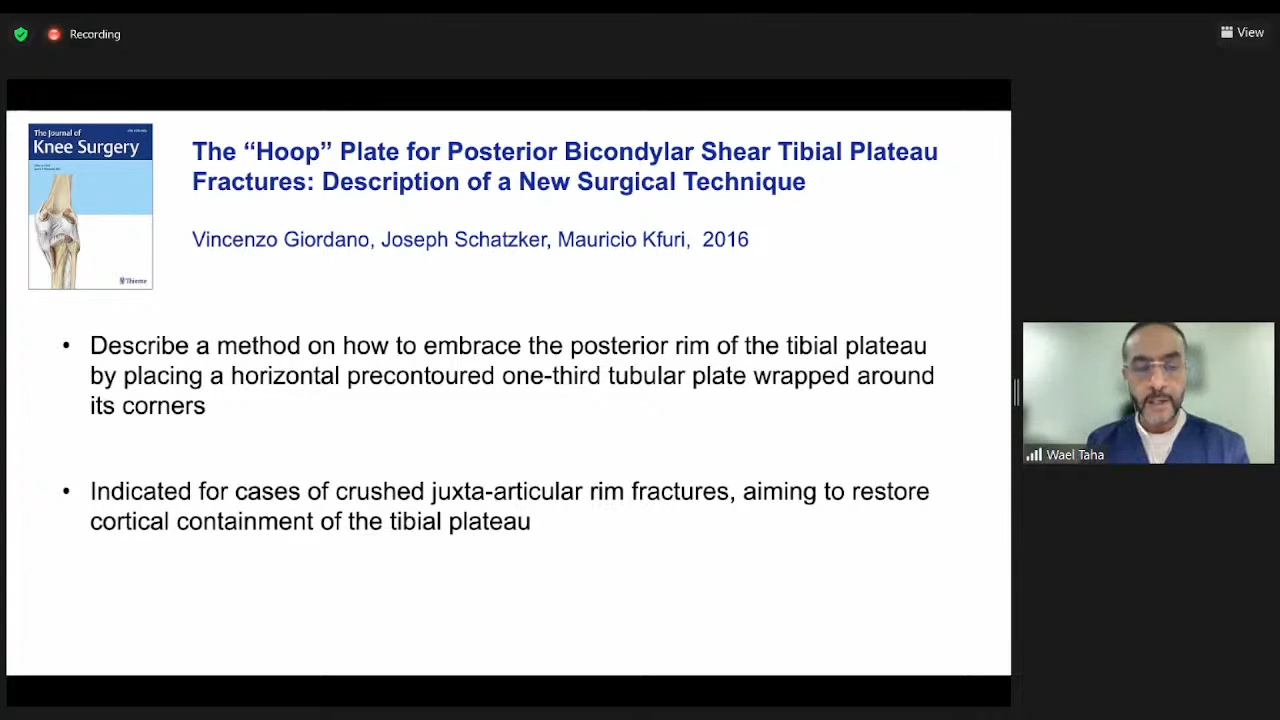 Recording
View
The Journal of
Knee Surgery
The “Hoop” Plate for Posterior Bicondylar Shear Tibial Plateau
Fractures: Description of a New Surgical Technique
Vincenzo Giordano, Joseph Schatzker, Mauricio Kfuri, 2016
Thieme
• Describe a method on how to embrace the posterior rim of the tibial plateau
by placing a horizontal precontoured one-third tubular plate wrapped around
its corners
• Indicated for cases of crushed juxta-articular rim fractures, aiming to restore
cortical containment of the tibial plateau
Wael Taha